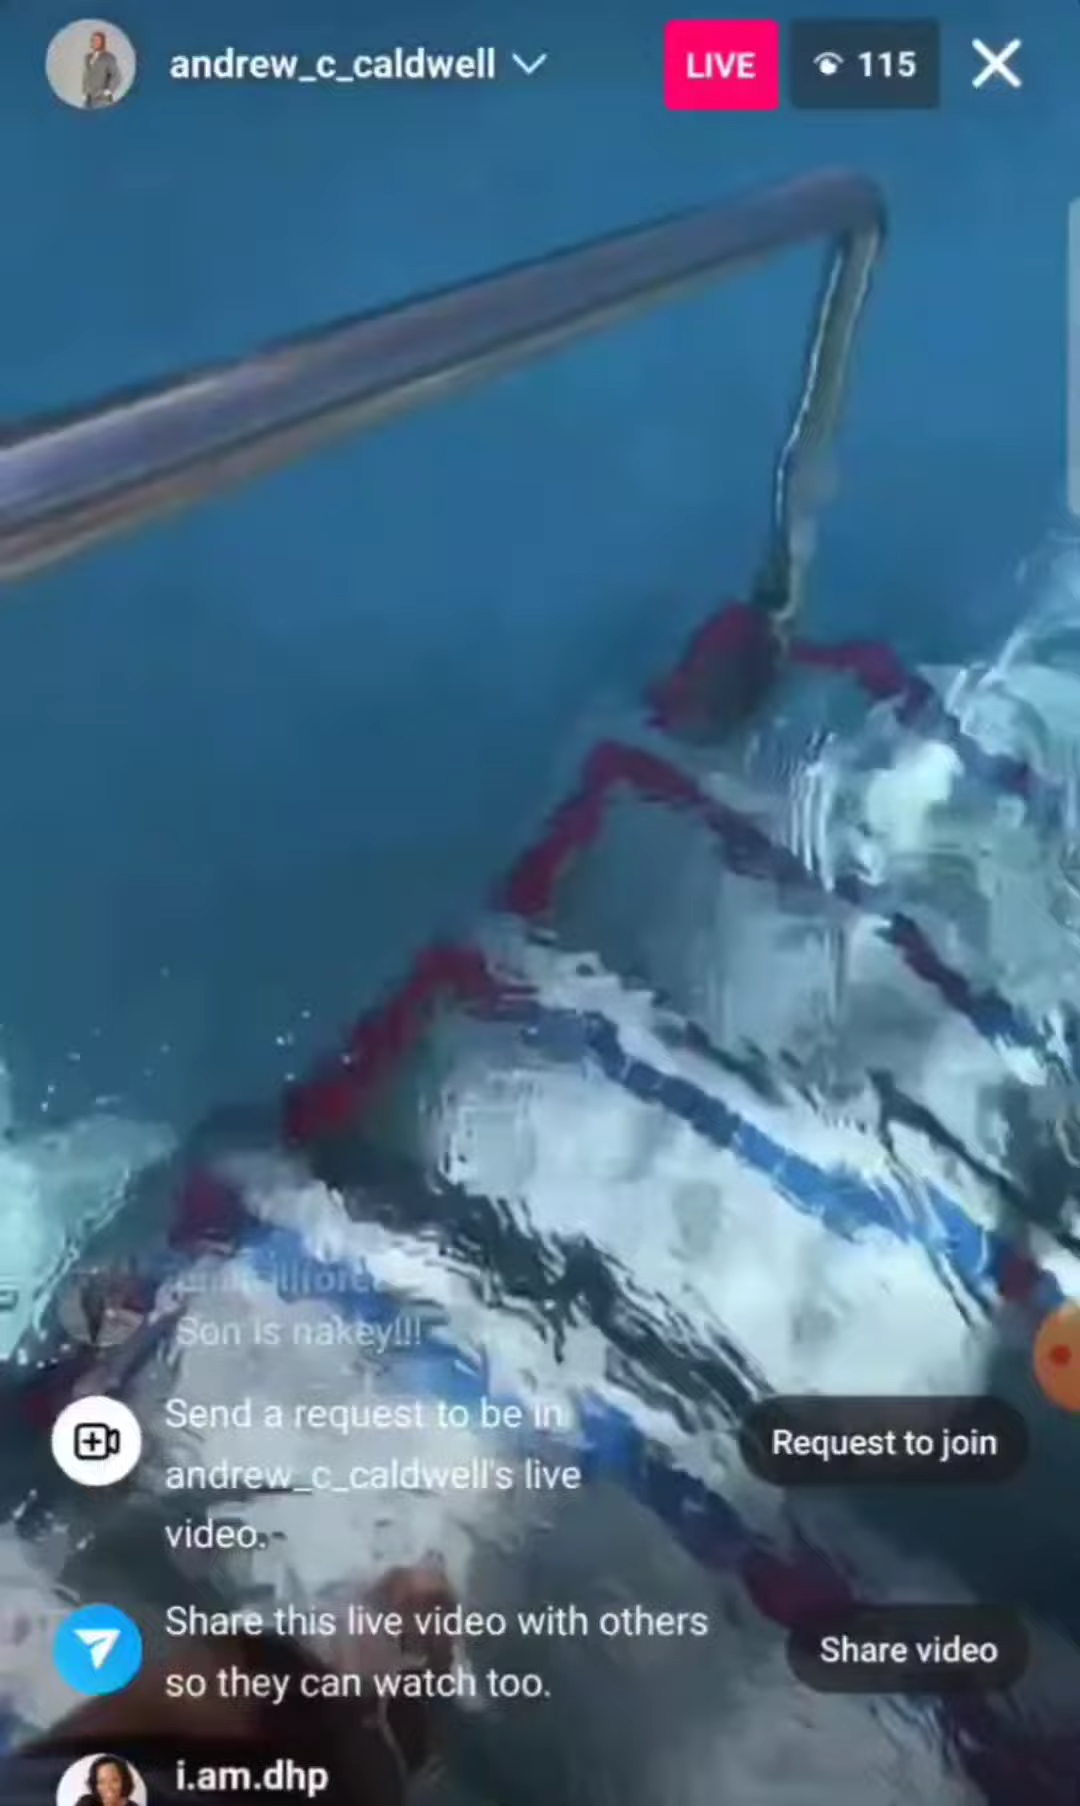 andrew_c_caldwell
LIVE
115
Son is nakey!!!
Send a request to be in
andrew_c_caldwell's live
video.
Request to join
Share this live video with others
so they can watch too.
Share video
i.am.dhp